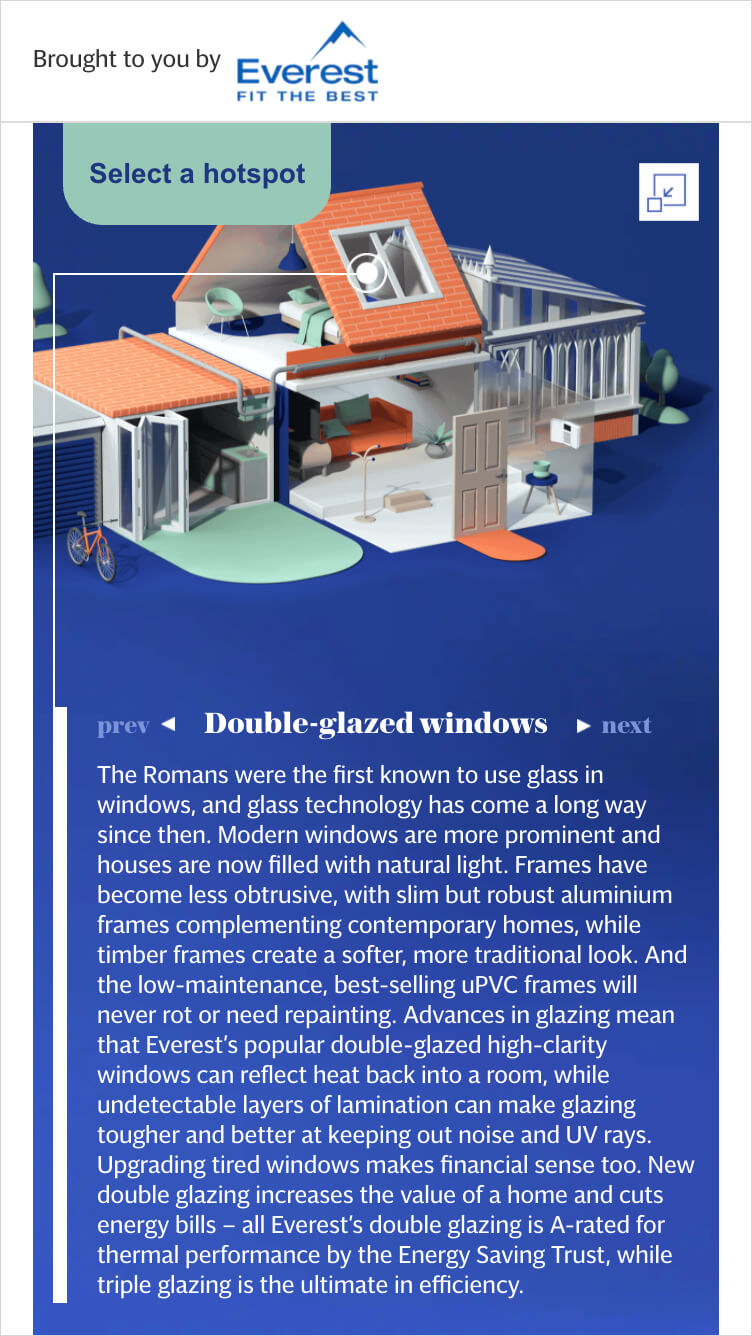 Brought to you by
Everest
FIT THE BEST
Select a hotspot
prev ◄ Double-glazed windows ► next
The Romans were the first known to use glass in
windows, and glass technology has come a long way
since then. Modern windows are more prominent and
houses are now filled with natural light. Frames have
become less obtrusive, with slim but robust aluminium
frames complementing contemporary homes, while
timber frames create a softer, more traditional look. And
the low-maintenance, best-selling uPVC frames will
never rot or need repainting. Advances in glazing mean
that Everest’s popular double-glazed high-clarity
windows can reflect heat back into a room, while
undetectable layers of lamination can make glazing
tougher and better at keeping out noise and UV rays.
Upgrading tired windows makes financial sense too. New
double glazing increases the value of a home and cuts
energy bills – all Everest’s double glazing is A-rated for
thermal performance by the Energy Saving Trust, while
triple glazing is the ultimate in efficiency.